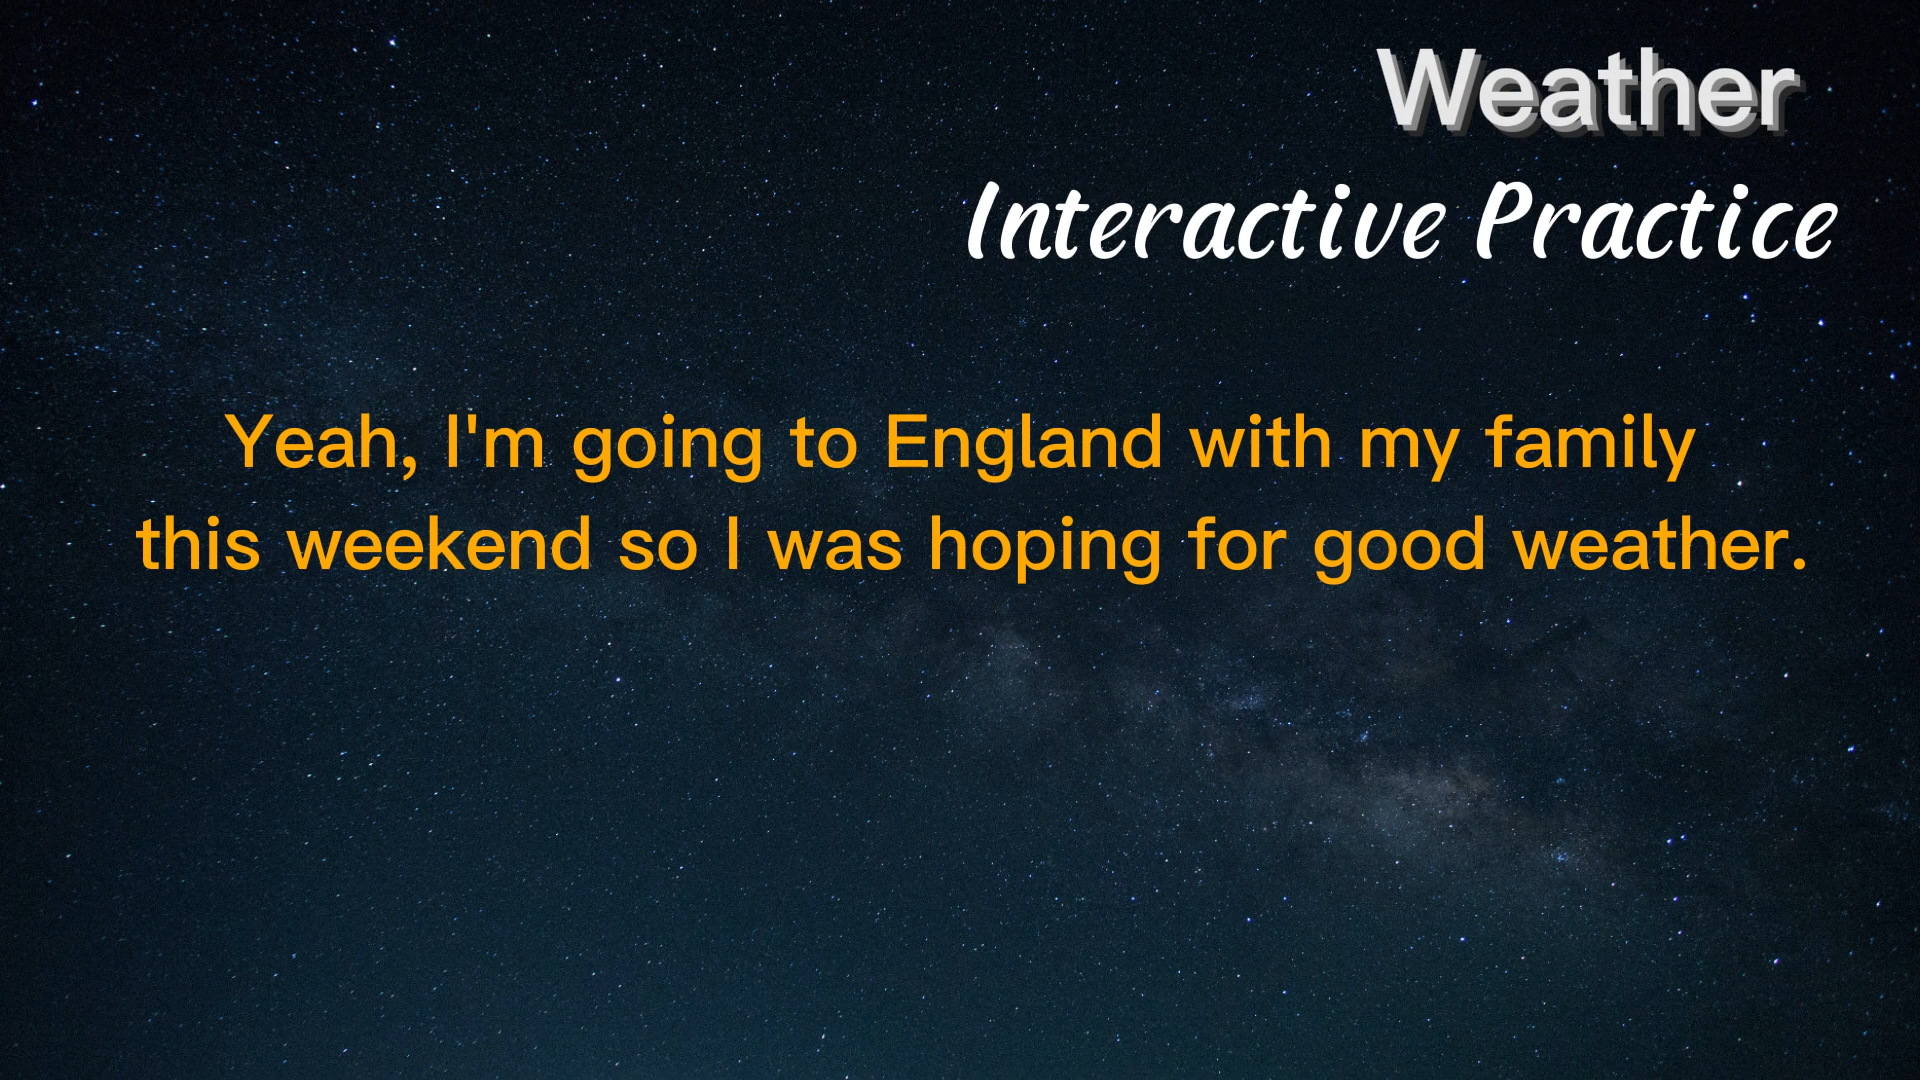 Weather
Interactive Practice
Yeah, I'm going to England with my family
this weekend so I was hoping for good weather.